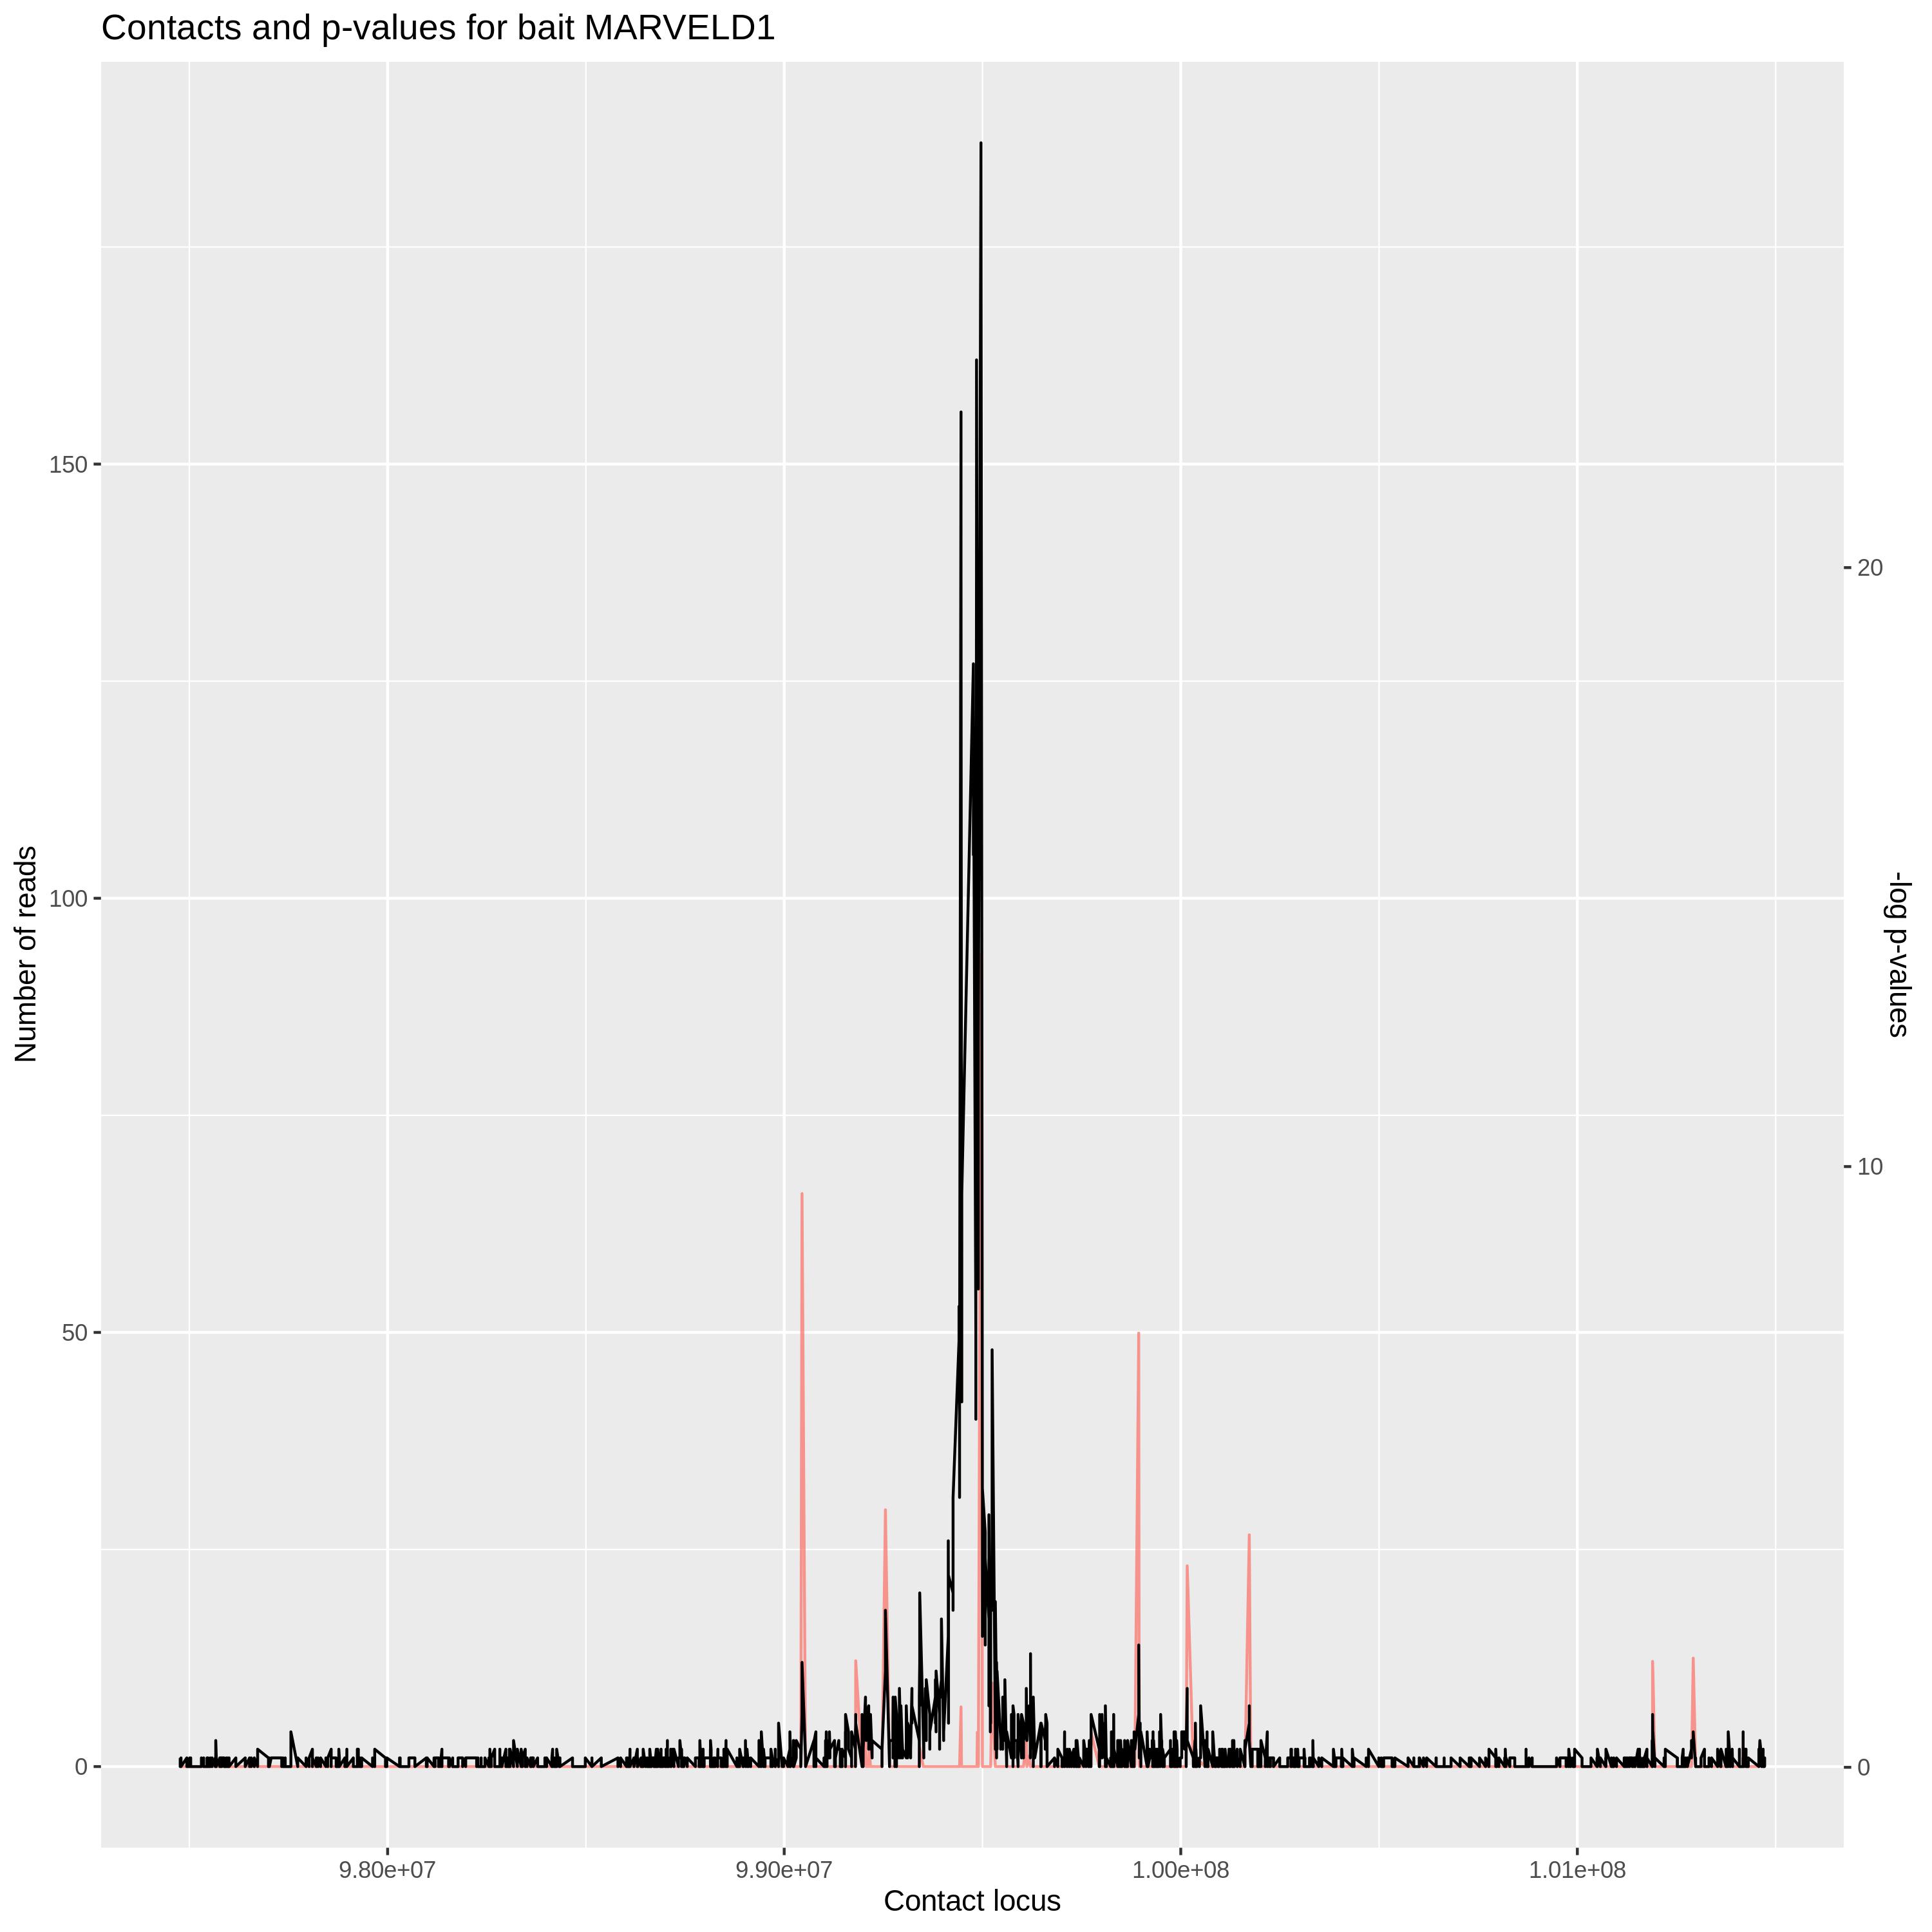 Contacts and p-values for bait MARVELD1
Number of reads
150
100
50
0
20
10
0
-log p-values
9.80e+07
9.90e+07
1.00e+08
1.01e+08
Contact locus